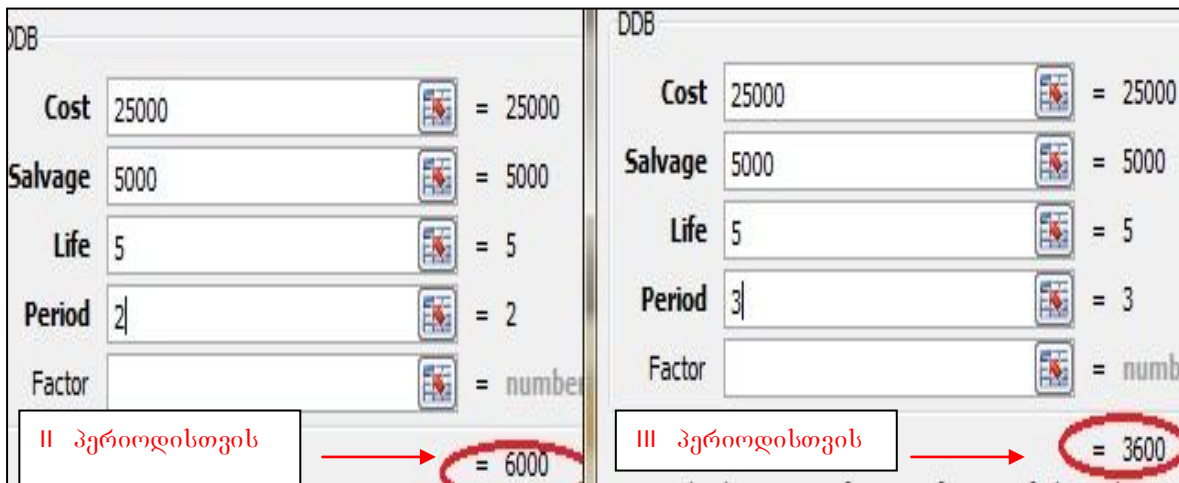 DDB
Cost 25000 = 25000
Salvage 5000 = 5000
Life 5 = 5
Period 2 = 2
Factor = number
II პერიოდისთვის
= 6000
DDB
Cost 25000 = 25000
Salvage 5000 = 5000
Life 5 = 5
Period 3 = 3
Factor = numb
III პერიოდისთვის
= 3600